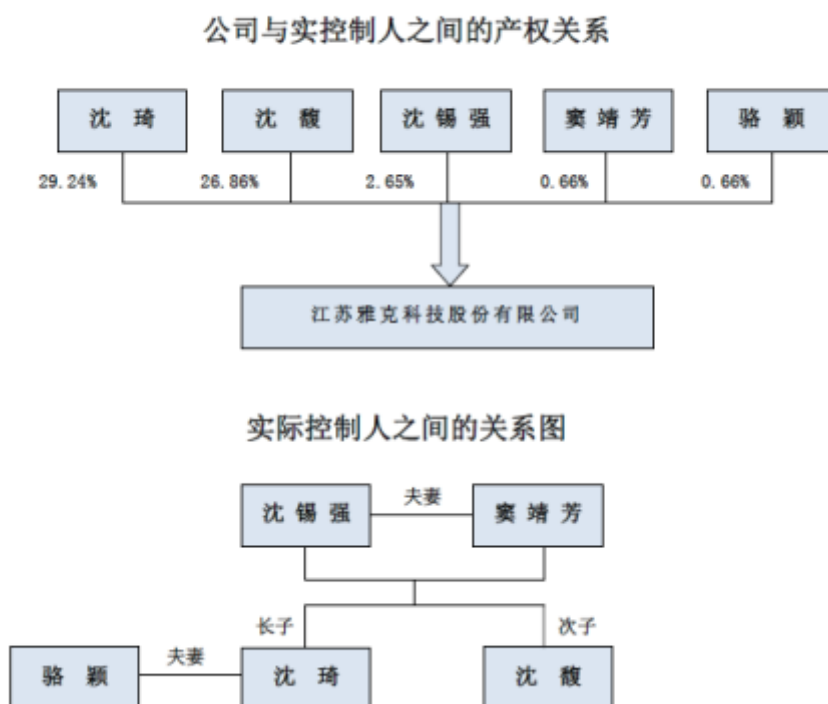 公司与实控制人之间的产权关系
沈 琦 沈 馥 沈锡强 窦靖芳 骆 颖
29.24% 26.86% 2.65% 0.66% 0.66%
江苏雅克科技股份有限公司
实际控制人之间的关系图
沈锡强 夫妻 窦靖芳
长子 次子
骆 颖 夫妻 沈 琦 沈 馥